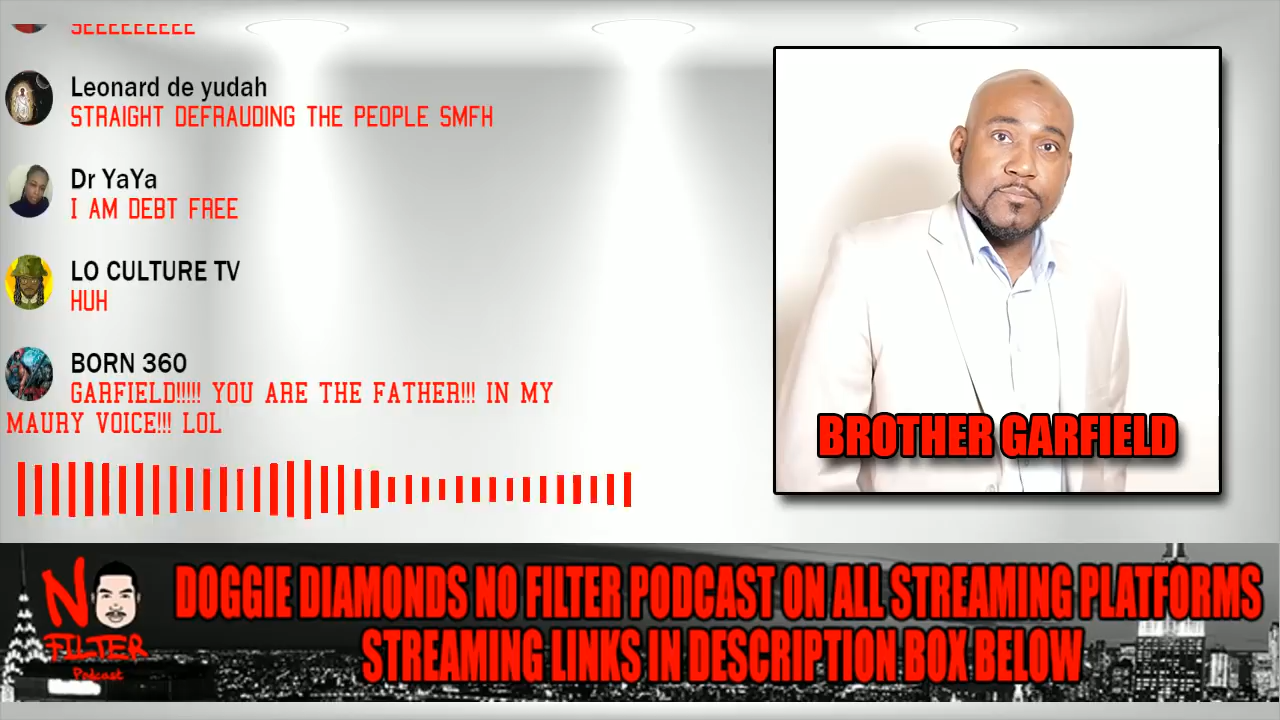 SEEEEEEEEE
Leonard de yudah
STRAIGHT DEFRAUDING THE PEOPLE SMFH
Dr YaYa
I AM DEBT FREE
LO CULTURE TV
HUH
BORN 360
GARFIELD!!!!! YOU ARE THE FATHER!!! IN MY
MAURY VOICE!!! LOL
BROTHER GARFIELD
NO
FILTER
Podcast
DOGGIE DIAMONDS NO FILTER PODCAST ON ALL STREAMING PLATFORMS
STREAMING LINKS IN DESCRIPTION BOX BELOW